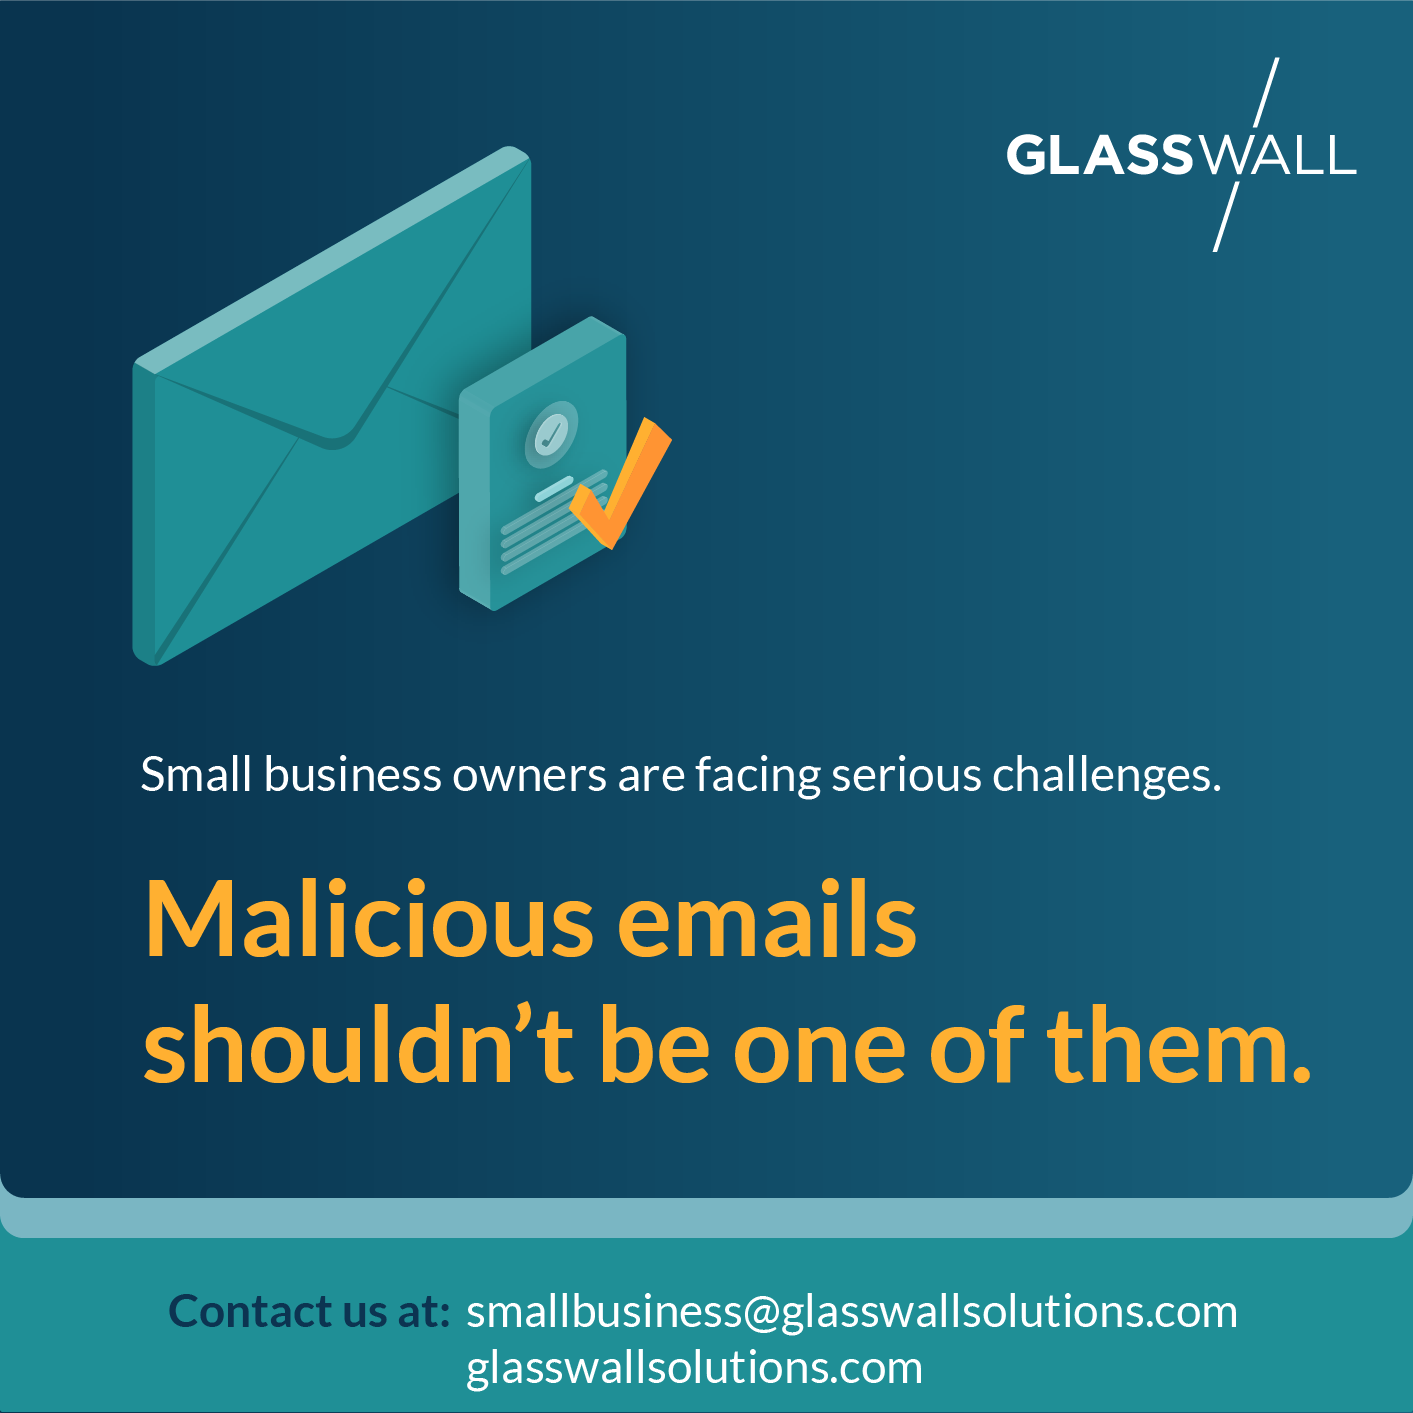 GLASSWALL
Small business owners are facing serious challenges.
Malicious emails
shouldn’t be one of them.
Contact us at: smallbusiness@glasswallsolutions.com
glasswallsolutions.com